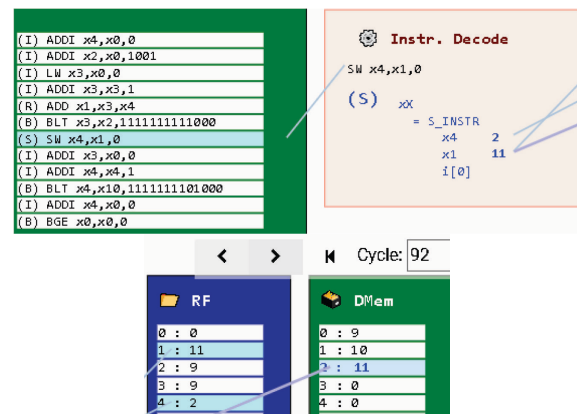 (I) ADDI x4,x0,0
(I) ADDI x2,x0,1001
(I) LW x3,x0,0
(I) ADDI x3,x3,1
(R) ADD x1,x3,x4
(B) BLT x3,x2,1111111111000
(S) SW x4,x1,0
(I) ADDI x3,x0,0
(I) ADDI x4,x4,1
(B) BLT x4,x10,1111111101000
(I) ADDI x4,x0,0
(B) BGE x0,x0,0
Instr. Decode
SW x4,x1,0
(S) xX
= S_INSTR
x4 2
x1 11
i[0]
Cycle: 92
RF
0 : 0
1 : 11
2 : 9
3 : 9
4 : 2
DMem
0 : 9
1 : 10
2 : 11
3 : 0
4 : 0